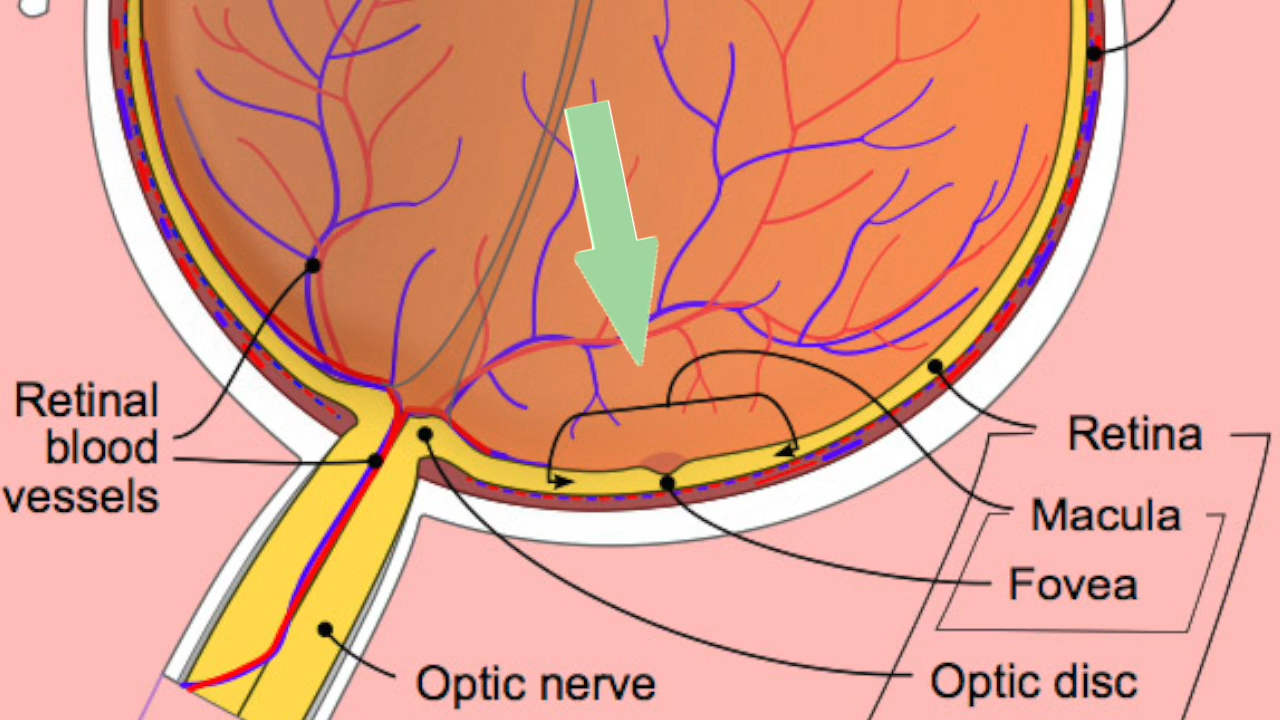 Retinal
blood
vessels
Retina
Macula
Fovea
Optic nerve
Optic disc